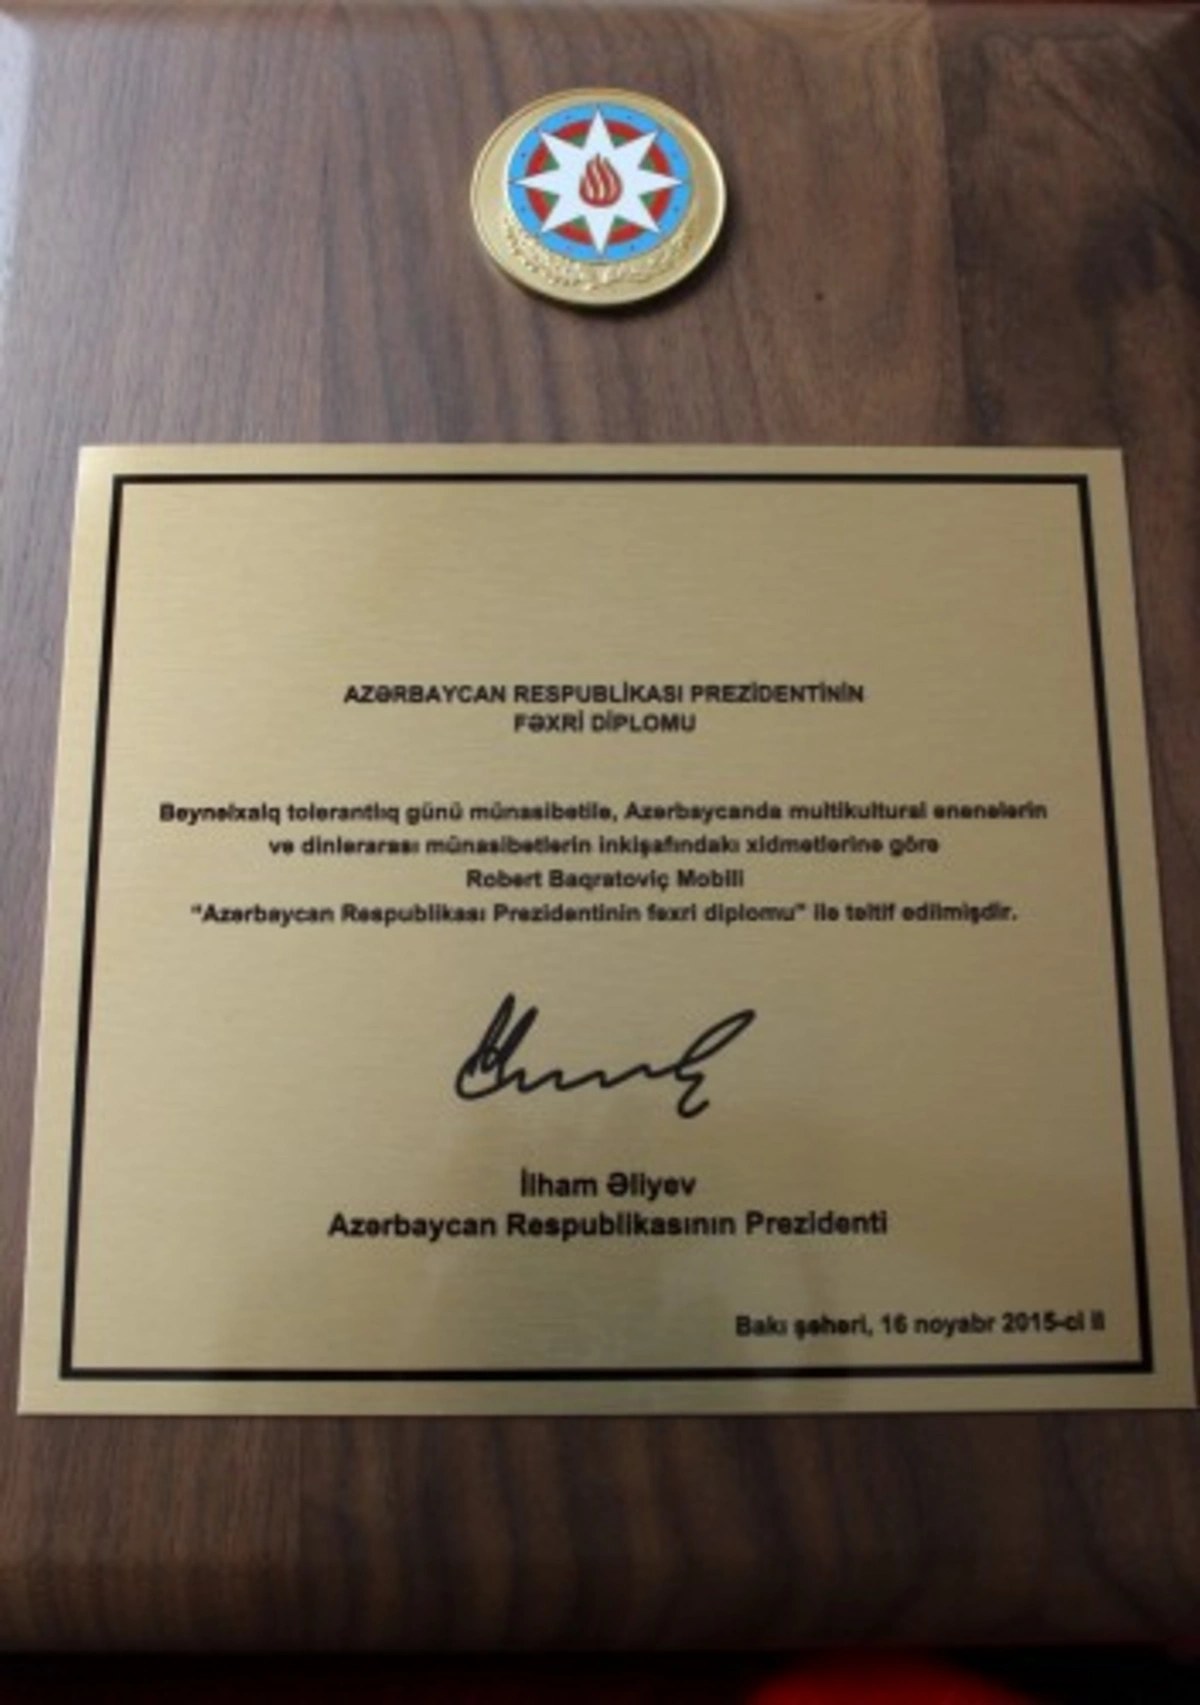 AZƏRBAYCAN RESPUBLİKASI PREZİDENTİNİN
FƏXRİ DİPLOMU
Beynəlxalq tolerantlıq günü münasibətilə, Azərbaycanda multikultural ənənələrin
və dinlərarası münasibətlərin inkişafındakı xidmətlərinə görə
Robert Baqratoviç Mobili
"Azərbaycan Respublikası Prezidentinin fəxri diplomu" ilə təltif edilmişdir.
İlham Əliyev
Azərbaycan Respublikasının Prezidenti
Bakı şəhəri, 16 noyabr 2015-ci il